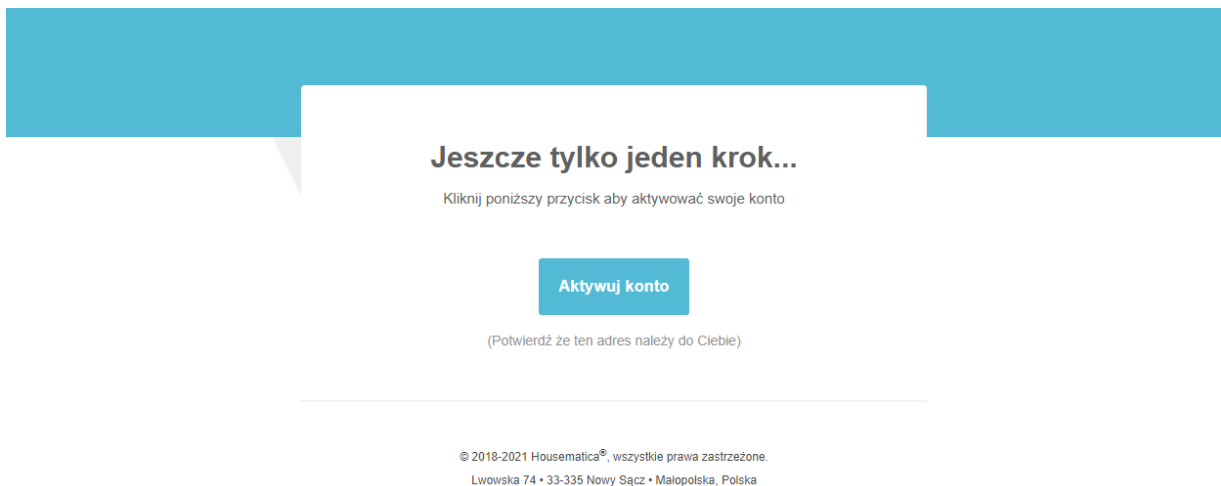 Jeszcze tylko jeden krok...
Kliknij poniższy przycisk aby aktywować swoje konto
Aktywuj konto
(Potwierdź że ten adres należy do Ciebie)
© 2018-2021 Housematica®, wszystkie prawa zastrzeżone.
Lwowska 74 • 33-335 Nowy Sącz • Małopolska, Polska